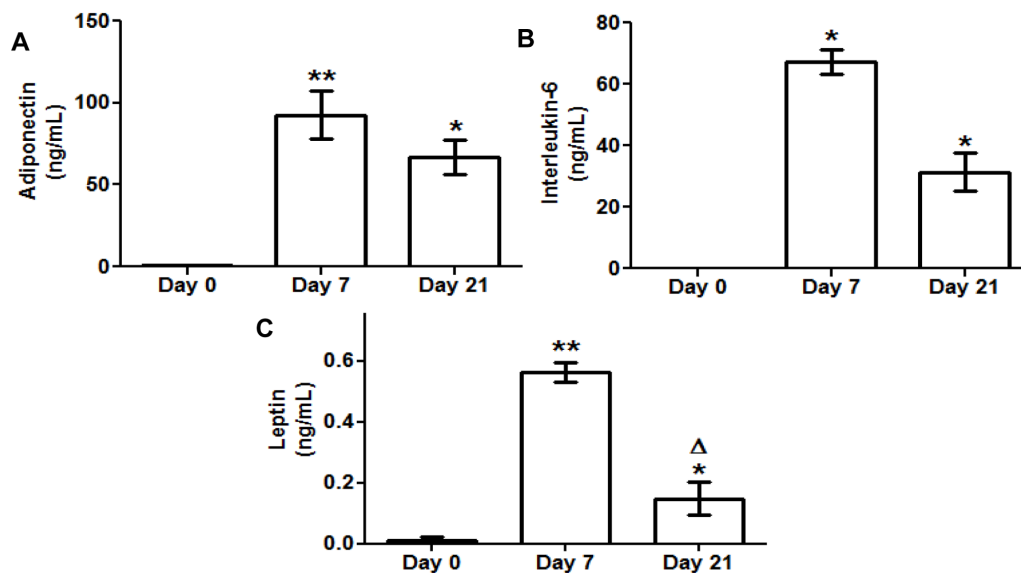 A
Adiponectin
(ng/mL)
150
100
50
0
**
*
Day 0 Day 7 Day 21
B
Interleukin-6
(ng/mL)
80
60
40
20
0
*
*
Day 0 Day 7 Day 21
C
Leptin
(ng/mL)
0.6
0.4
0.2
0.0
**
Δ
*
Day 0 Day 7 Day 21